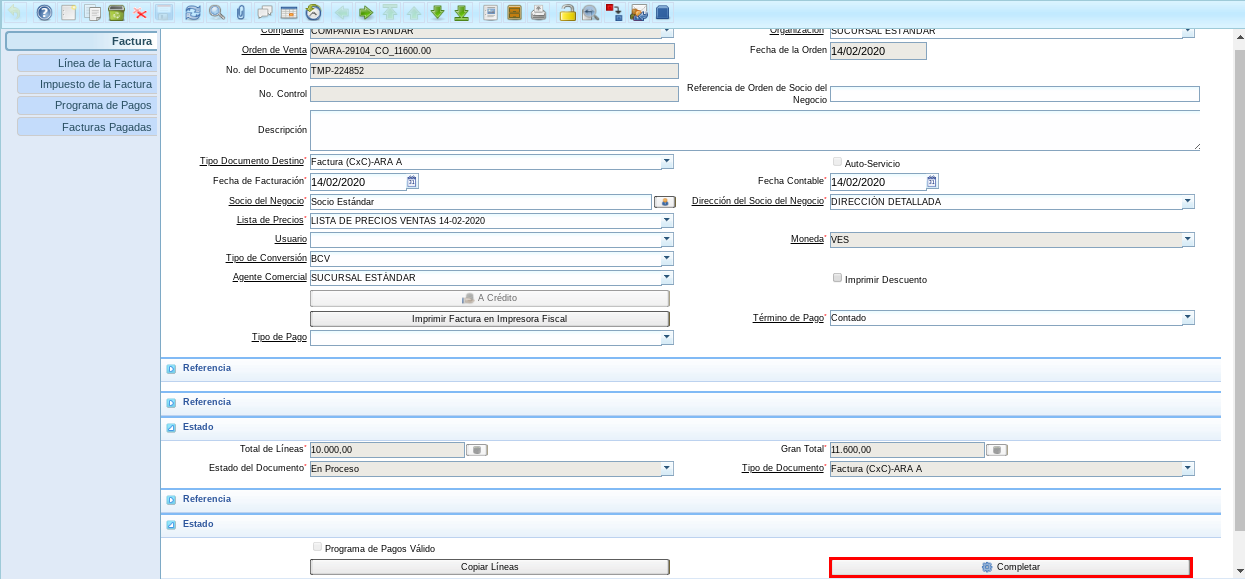 Compañía COMPAÑÍA ESTÁNDAR Organización SUCURSAL ESTÁNDAR
Factura
Orden de Venta OVARA-29104_CO_11600.00 Fecha de la Orden 14/02/2020
Línea de la Factura
No. del Documento TMP-224852
Impuesto de la Factura
No. Control Referencia de Orden de Socio del Negocio
Programa de Pagos
Facturas Pagadas
Descripción
Tipo Documento Destino* Factura (CxC)-ARA A Auto-Servicio
Fecha de Facturación* 14/02/2020 Fecha Contable* 14/02/2020
Socio del Negocio* Socio Estándar Dirección del Socio del Negocio* DIRECCIÓN DETALLADA
Lista de Precios* LISTA DE PRECIOS VENTAS 14-02-2020
Usuario Moneda* VES
Tipo de Conversión BCV
Agente Comercial SUCURSAL ESTÁNDAR Imprimir Descuento
A Crédito
Imprimir Factura en Impresora Fiscal Término de Pago* Contado
Tipo de Pago
Referencia
Referencia
Estado
Total de Líneas* 10.000,00 Gran Total* 11.600,00
Estado del Documento* En Proceso Tipo de Documento* Factura (CxC)-ARA A
Referencia
Estado
Programa de Pagos Válido
Copiar Líneas Completar